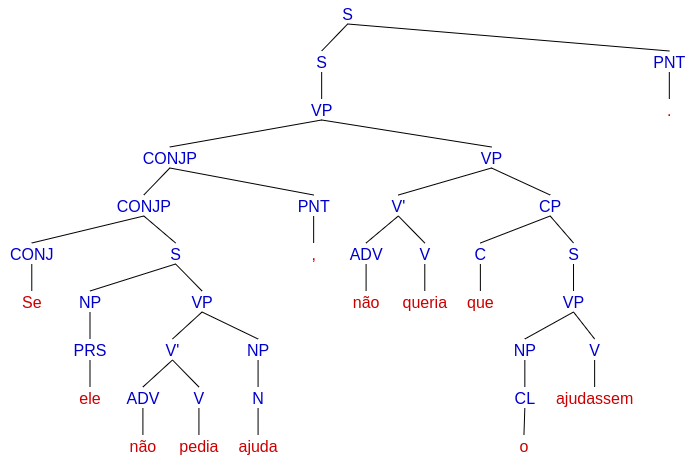 S
S PNT
VP .
CONJP VP
CONJP PNT V' CP
CONJ S , ADV V C S
Se NP VP não queria que VP
PRS V' NP NP V
ele ADV V N CL ajudassem
não pedia ajuda o